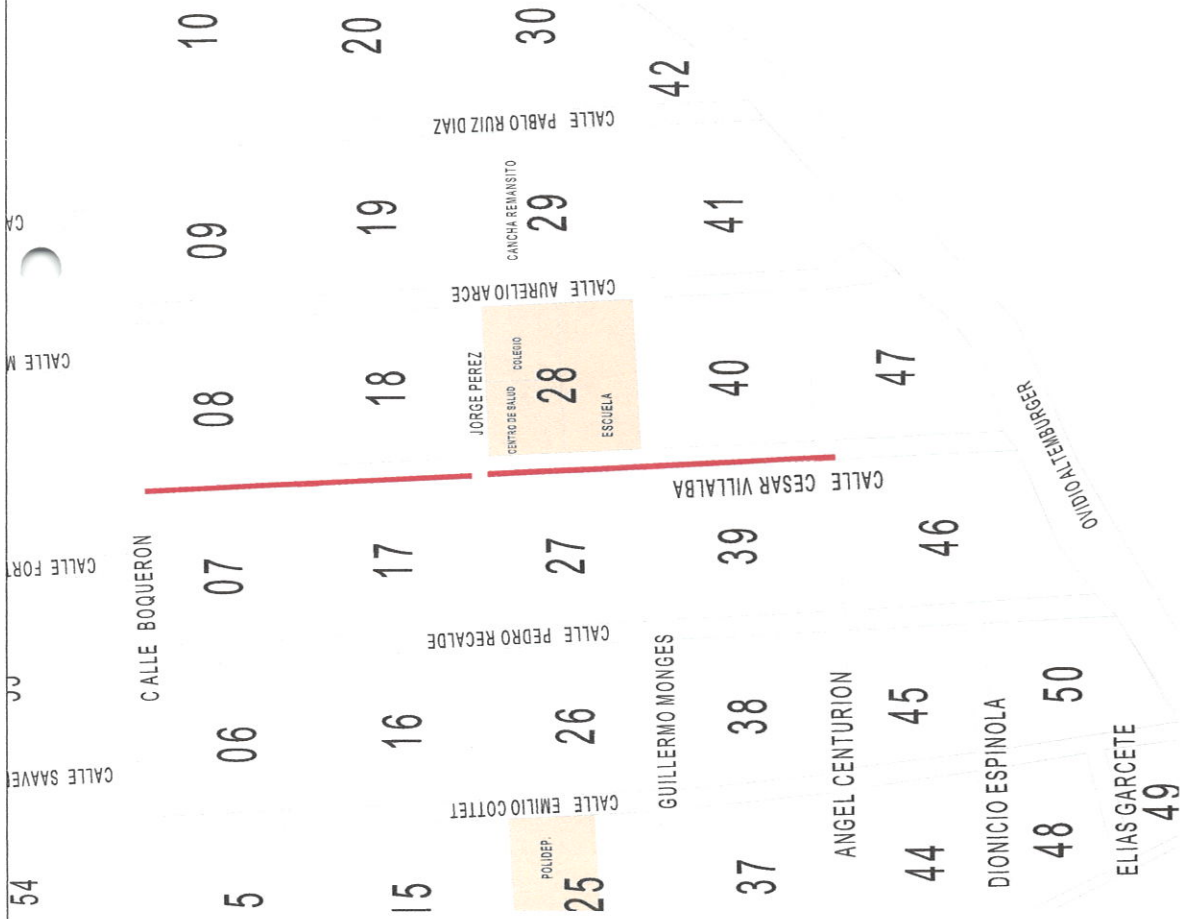 54
CALLE SAAVE
CALLE FORT
CALLE M
CA
CALLE BOQUERON
5
06
07
08
09
10
15
16
17
18
19
20
CALLE EMILIO COTTET
CALLE PEDRO RECALDE
CALLE CESAR VILLALBA
CALLE AURELIO ARCE
CALLE PABLO RUIZ DIAZ
JORGE PEREZ
POLIDEP.
25
26
27
CENTRO DE SALUD
COLEGIO
28
ESCUELA
CANCHA REMANSITO
29
30
GUILLERMO MONGES
37
38
39
40
41
42
ANGEL CENTURION
44
45
46
47
DIONICIO ESPINOLA
48
50
OVIDIO ALTEMBURGER
ELIAS GARCETE
49